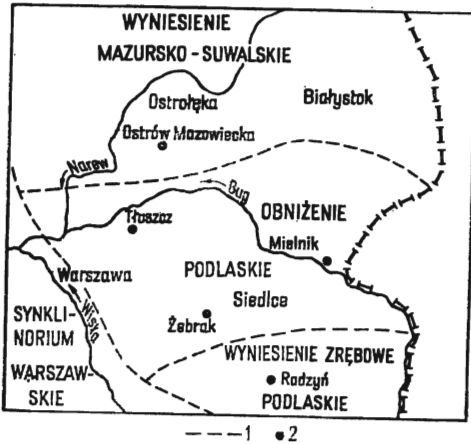 WYNIESIENIE
MAZURSKO-SUWALSKIE
Ostrołęka
Białystok
Ostrów Mazowiecka
Narew
Bug
Tłuszcz
OBNIŻENIE
Mielnik
Warszawa
PODLASKIE
Siedlce
Wisła
Żebrak
SYNKLI-
NORIUM
WARSZAW-
SKIE
WYNIESIENIE ZRĘBOWE
Radzyń
PODLASKIE
1 2